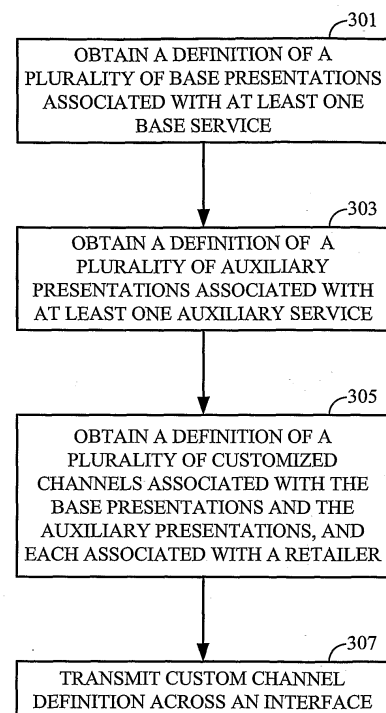 301
OBTAIN A DEFINITION OF A
PLURALITY OF BASE PRESENTATIONS
ASSOCIATED WITH AT LEAST ONE
BASE SERVICE
303
OBTAIN A DEFINITION OF A
PLURALITY OF AUXILIARY
PRESENTATIONS ASSOCIATED WITH
AT LEAST ONE AUXILIARY SERVICE
305
OBTAIN A DEFINITION OF A
PLURALITY OF CUSTOMIZED
CHANNELS ASSOCIATED WITH THE
BASE PRESENTATIONS AND THE
AUXILIARY PRESENTATIONS, AND
EACH ASSOCIATED WITH A RETAILER
307
TRANSMIT CUSTOM CHANNEL
DEFINITION ACROSS AN INTERFACE